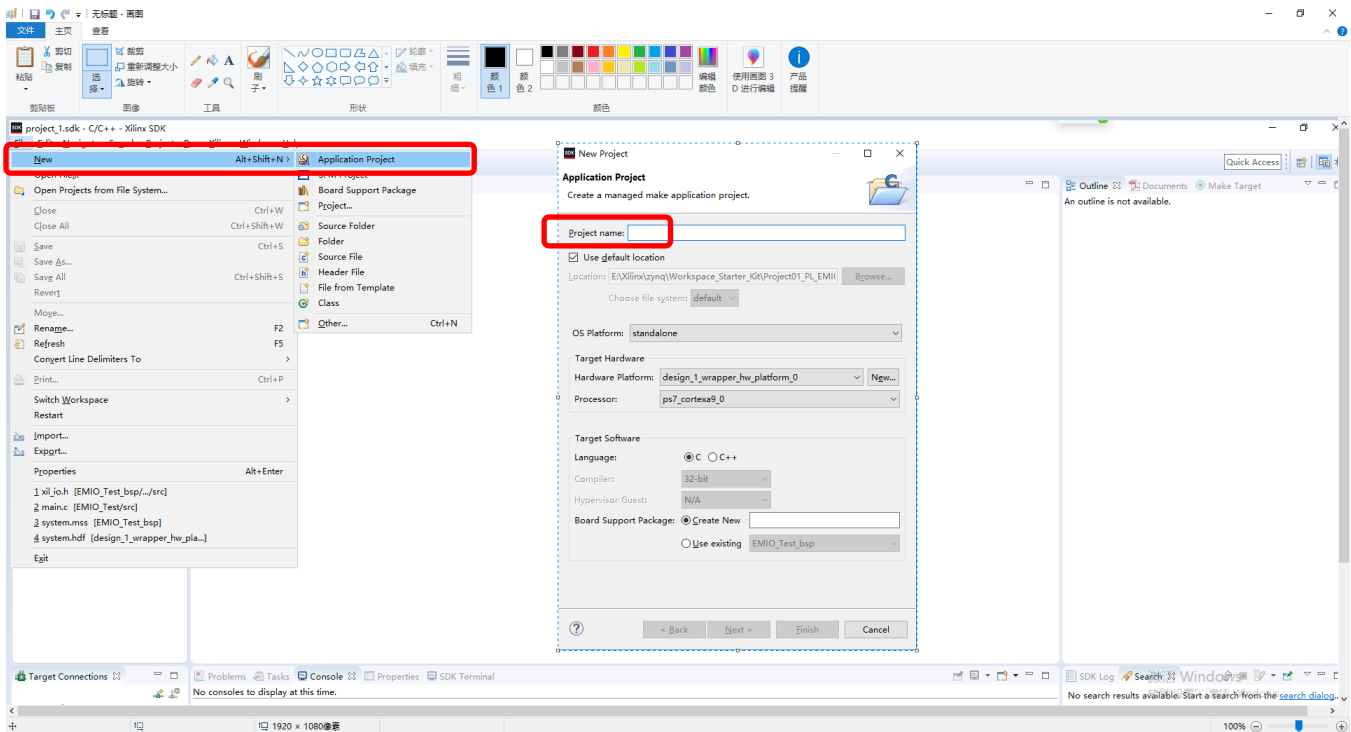 无标题 - 画图
文件 主页 查看
粘贴
剪切
复制
剪贴板
选择
裁剪
重新调整大小
旋转
图像
A
刷子
工具
轮廓
填充
形状
粗细
颜色 1
颜色 2
编辑颜色
使用画图 3D 进行编辑
产品提醒
颜色
project_1.sdk - C/C++ - Xilinx SDK
New Alt+Shift+N
Open Projects from File System...
Close Ctrl+W
Close All Ctrl+Shift+W
Save Ctrl+S
Save As...
Save All Ctrl+Shift+S
Revert
Move...
Rename... F2
Refresh F5
Convert Line Delimiters To
Print... Ctrl+P
Switch Workspace
Restart
Import...
Export...
Properties Alt+Enter
1 xil_io.h [EMIO_Test_bsp/.../src]
2 main.c [EMIO_Test/src]
3 system.mss [EMIO_Test_bsp]
4 system.hdf [design_1_wrapper_hw_pla...]
Exit
Application Project
SPM Project
Board Support Package
Project...
Source Folder
Folder
Source File
Header File
File from Template
Class
Other... Ctrl+N
SDK New Project
Application Project
Create a managed make application project.
Project name:
Use default location
Location: E:\Xilinx\zynq\Workspace_Starter_Kit\Project01_PL_EMI Browse...
Choose file system: default
OS Platform: standalone
Target Hardware
Hardware Platform: design_1_wrapper_hw_platform_0 New...
Processor: ps7_cortexa9_0
Target Software
Language: C C++
Compiler: 32-bit
Hypervisor Guest: N/A
Board Support Package: Create New
Use existing EMIO_Test_bsp
< Back Next > Finish Cancel
Quick Access
Outline Documents Make Target
An outline is not available.
Target Connections
Problems Tasks Console Properties SDK Terminal
No consoles to display at this time.
SDK Log Search
激活 Windows
No search results available. Start a search from the search dialog...
1920 × 1080像素
100%